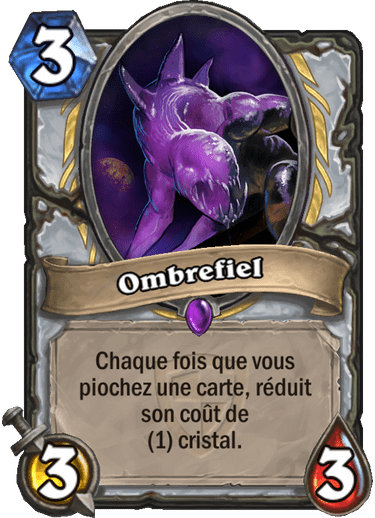 3
Ombrefiel
Chaque fois que vous
piochez une carte, réduit
son coût de
(1) cristal.
3
3